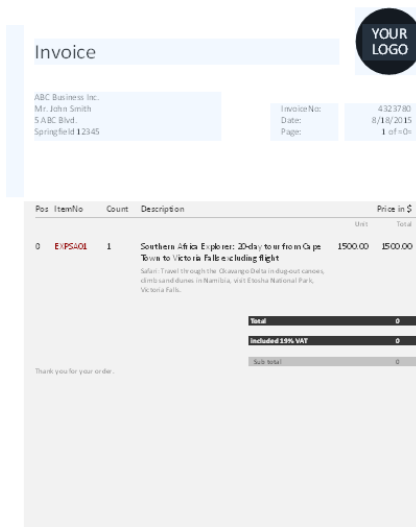 YOUR
LOGO
Invoice
ABC Business Inc.
Mr. John Smith
5 ABC Blvd.
Springfield 12345
InvoiceNo: 4323780
Date: 8/18/2015
Page: 1 of «0»
Pos ItemNo Count Description Price in $
Unit Total
0 EXPSA01 1 Southern Africa Explorer: 20-day tour from Cape 1500.00 1500.00
Town to Victoria Falls excluding flight
Safari: Travel through the Okavango Delta in dug-out canoes,
climb sand dunes in Namibia, visit Etosha National Park,
Victoria Falls.
Total 0
included 19% VAT 0
Sub total 0
Thank you for your order.